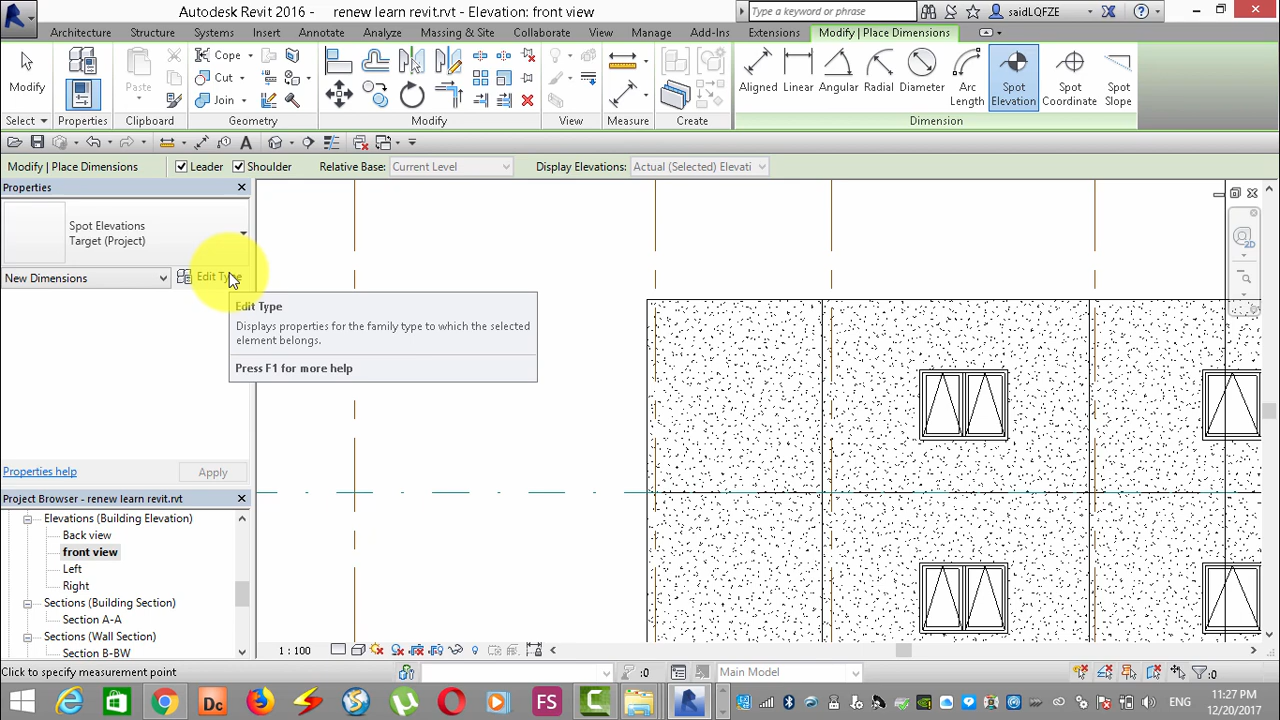 Autodesk Revit 2016 -
renew learn revit.rvt - Elevation: front view
Type a keyword or phrase
saidLQFZE
Architecture
Structure
Systems
Insert
Annotate
Analyze
Massing & Site
Collaborate
View
Manage
Add-Ins
Extensions
Modify | Place Dimensions
Modify
Paste
Cope
Cut
Join
Aligned
Linear
Angular
Radial
Diameter
Arc
Length
Spot
Elevation
Spot
Coordinate
Spot
Slope
Select
Properties
Clipboard
Geometry
Modify
View
Measure
Create
Dimension
Modify | Place Dimensions
Leader
Shoulder
Relative Base:
Current Level
Display Elevations:
Actual (Selected) Elevati
Properties
Spot Elevations
Target (Project)
New Dimensions
Edit Type
Edit Type
Displays properties for the family type to which the selected
element belongs.
Press F1 for more help
2D
Properties help
Apply
Project Browser - renew learn revit.rvt
Elevations (Building Elevation)
Back view
front view
Left
Right
Sections (Building Section)
Section A-A
Sections (Wall Section)
Section B-BW
1 : 100
Click to specify measurement point
:0
Main Model
:0
Dc
FS
ENG
11:27 PM
12/20/2017